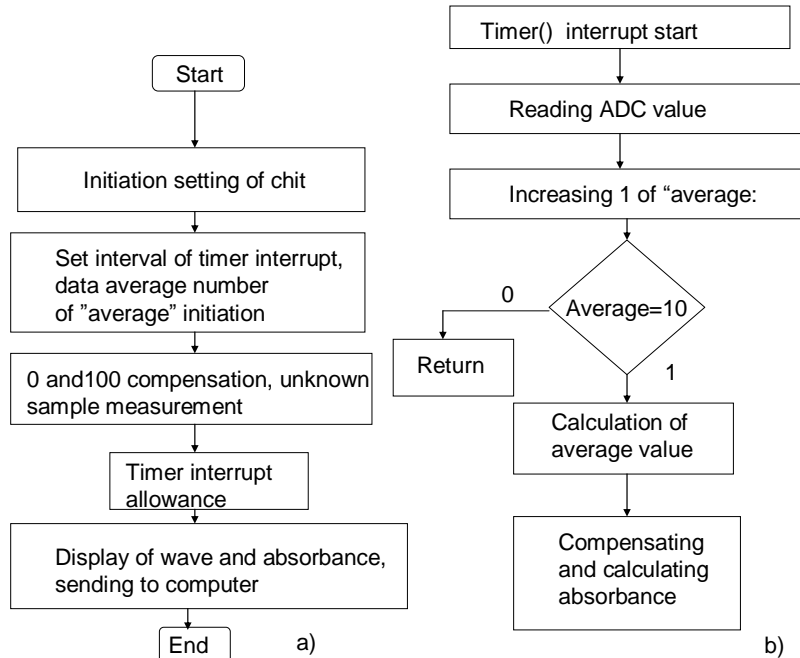 Start
Initiation setting of chit
Set interval of timer interrupt,
data average number
of ”average” initiation
0 and100 compensation, unknown
sample measurement
Timer interrupt
allowance
Display of wave and absorbance,
sending to computer
End
a)
Timer() interrupt start
Reading ADC value
Increasing 1 of “average:
Average=10
0
Return
1
Calculation of
average value
Compensating
and calculating
absorbance
b)